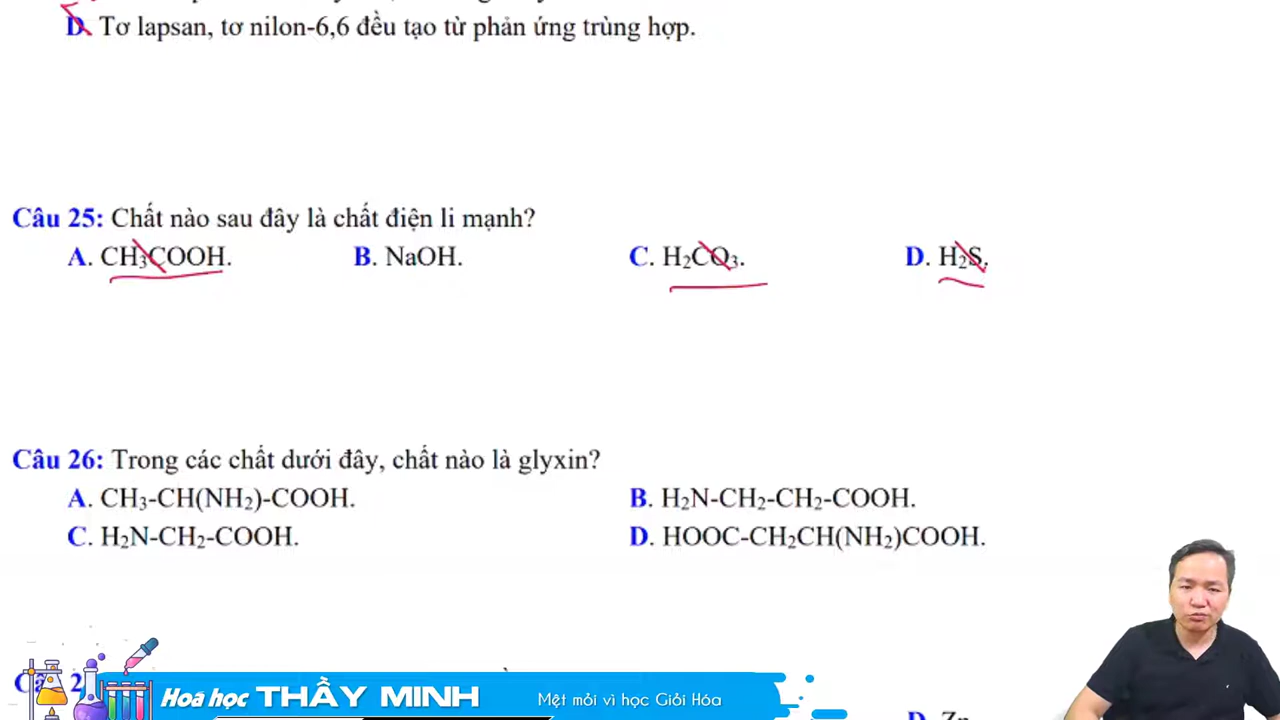 D. Tơ lapsan, tơ nilon-6,6 đều tạo từ phản ứng trùng hợp.
Câu 25: Chất nào sau đây là chất điện li mạnh?
A. CH₃COOH. B. NaOH. C. H₂CO₃. D. H₂S.
Câu 26: Trong các chất dưới đây, chất nào là glyxin?
A. CH₃-CH(NH₂)-COOH. B. H₂N-CH₂-CH₂-COOH.
C. H₂N-CH₂-COOH. D. HOOC-CH₂CH(NH₂)COOH.
Hoá học THẦY MINH Mệt mỏi vì học Giỏi Hóa
D. Zn